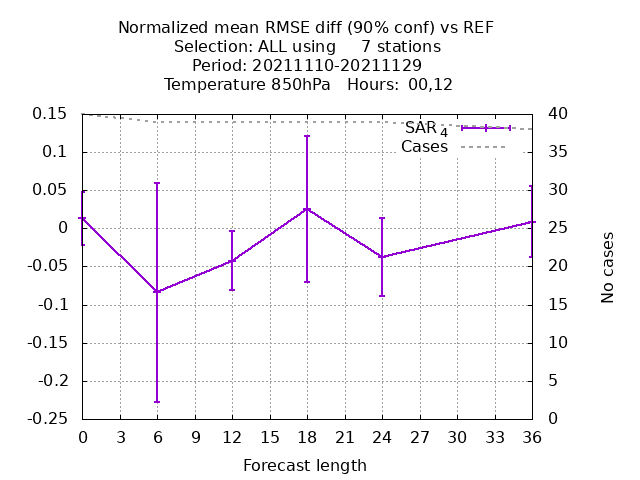 Normalized mean RMSE diff (90% conf) vs REF
Selection: ALL using 7 stations
Period: 20211110-20211129
Temperature 850hPa Hours: 00,12
0.15
0.1
0.05
0
-0.05
-0.1
-0.15
-0.2
-0.25
40
35
30
25
20
15
10
5
0
No cases
SAR 4
Cases
0 3 6 9 12 15 18 21 24 27 30 33 36
Forecast length